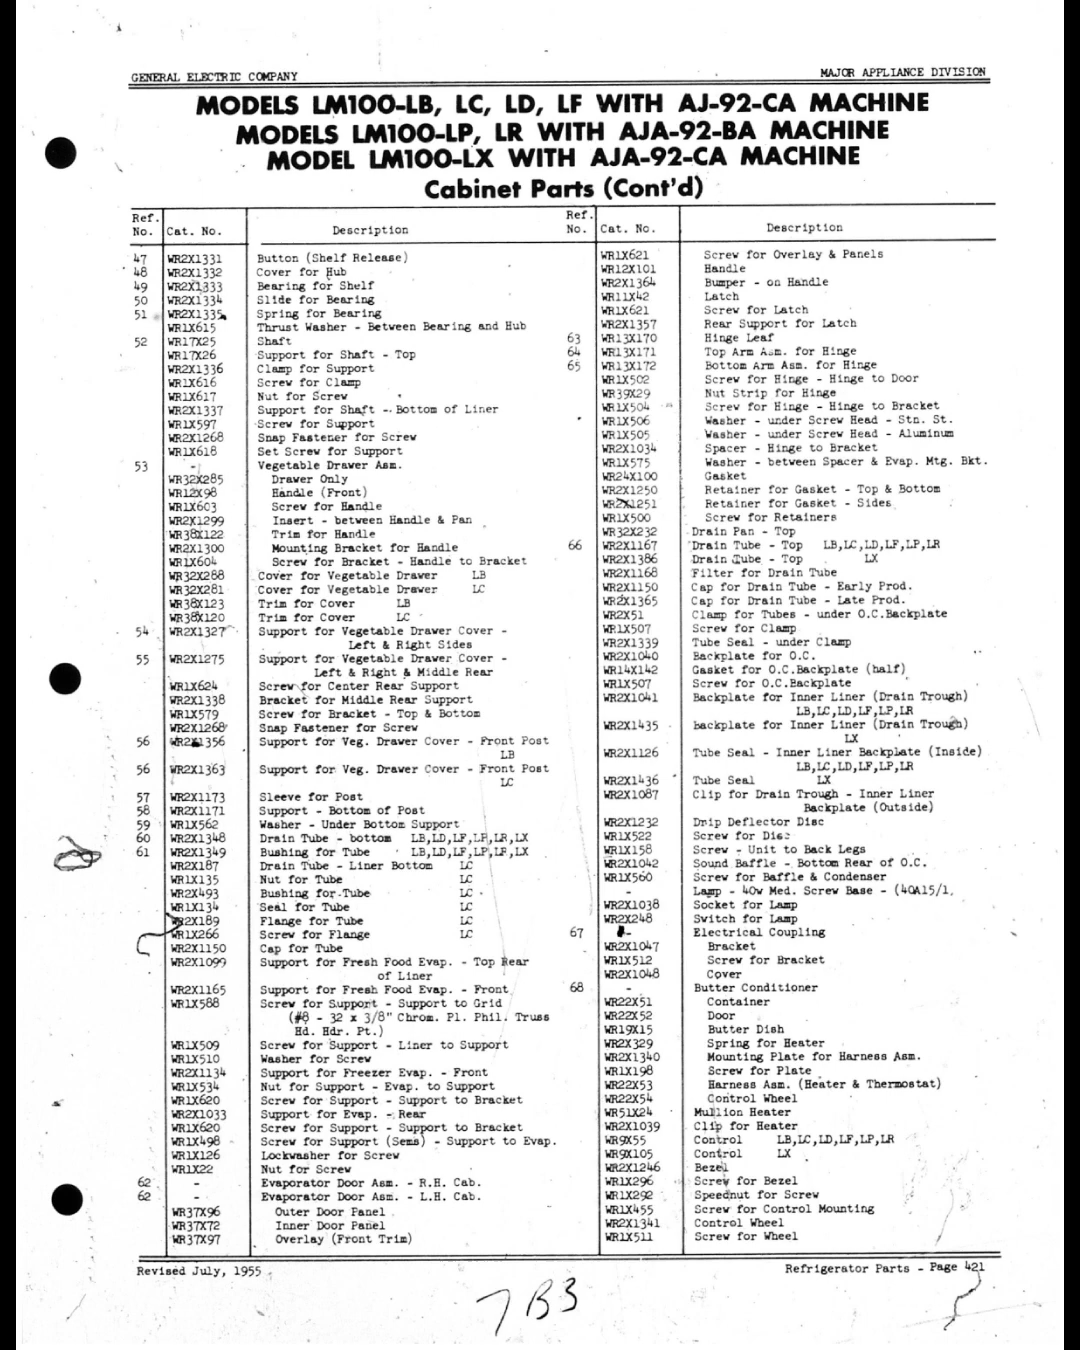 GENERAL ELECTRIC COMPANY
MAJOR APPLIANCE DIVISION
MODELS LM100-LB, LC, LD, LF WITH AJ-92-CA MACHINE
MODELS LM100-LP, LR WITH AJA-92-BA MACHINE
MODEL LM100-LX WITH AJA-92-CA MACHINE
Cabinet Parts (Cont'd)
Ref. No. Cat. No. Description
47 WR2X1331 Button (Shelf Release)
48 WR2X1332 Cover for Hub
49 WR2X1333 Bearing for Shelf
50 WR2X1334 Slide for Bearing
51 WR2X1335 Spring for Bearing
WR1X615 Thrust Washer - Between Bearing and Hub
52 WR17X25 Shaft
WR17X26 Support for Shaft - Top
WR2X1336 Clamp for Support
WR1X616 Screw for Clamp
WR1X617 Nut for Screw
WR2X1337 Support for Shaft - Bottom of Liner
WR1X597 Screw for Support
WR2X1268 Snap Fastener for Screw
WR1X618 Set Screw for Support
53 - Vegetable Drawer Asm.
WR32X285 Drawer Only
WR12X98 Handle (Front)
WR1X603 Screw for Handle
WR2X1299 Insert - between Handle & Pan
WR38X122 Trim for Handle
WR2X1300 Mounting Bracket for Handle
WR1X604 Screw for Bracket - Handle to Bracket
WR32X288 Cover for Vegetable Drawer LB
WR32X281 Cover for Vegetable Drawer LC
WR38X123 Trim for Cover LB
WR38X120 Trim for Cover LC
54 WR2X1327 Support for Vegetable Drawer Cover -
Left & Right Sides
55 WR2X1275 Support for Vegetable Drawer Cover -
Left & Right & Middle Rear
WR1X624 Screw for Center Rear Support
WR2X1338 Bracket for Middle Rear Support
WR1X579 Screw for Bracket - Top & Bottom
WR2X1268 Snap Fastener for Screw
56 WR2X1356 Support for Veg. Drawer Cover - Front Post
LB
56 WR2X1363 Support for Veg. Drawer Cover - Front Post
LC
57 WR2X1173 Sleeve for Post
58 WR2X1171 Support - Bottom of Post
59 WR1X562 Washer - Under Bottom Support
60 WR2X1348 Drain Tube - bottom LB,LD,LF,LP,LR,LX
61 WR2X1349 Bushing for Tube LB,LD,LF,LP,LF,LX
WR2X187 Drain Tube - Liner Bottom LC
WR1X135 Nut for Tube LC
WR2X493 Bushing for Tube LC
WR1X134 Seal for Tube LC
WR2X189 Flange for Tube LC
WR1X266 Screw for Flange LC
WR2X1150 Cap for Tube
WR2X1099 Support for Fresh Food Evap. - Top Rear
of Liner
WR2X1165 Support for Fresh Food Evap. - Front
WR1X588 Screw for Support - Support to Grid
(#8 - 32 x 3/8" Chrom. Pl. Phil. Truss
Hd. Hdr. Pt.)
WR1X509 Screw for Support - Liner to Support
WR1X510 Washer for Screw
WR2X1134 Support for Freezer Evap. - Front
WR1X534 Nut for Support - Evap. to Support
WR1X620 Screw for Support - Support to Bracket
WR2X1033 Support for Evap. - Rear
WR1X620 Screw for Support - Support to Bracket
WR1X498 Screw for Support (Sems) - Support to Evap.
WR1X126 Lockwasher for Screw
WR1X22 Nut for Screw
62 - Evaporator Door Asm. - R.H. Cab.
62 - Evaporator Door Asm. - L.H. Cab.
WR37X96 Outer Door Panel
WR37X72 Inner Door Panel
WR37X97 Overlay (Front Trim)
Ref. No. Cat. No. Description
WR1X621 Screw for Overlay & Panels
WR12X101 Handle
WR2X1364 Bumper - on Handle
WR11X42 Latch
WR1X621 Screw for Latch
WR2X1357 Rear Support for Latch
63 WR13X170 Hinge Leaf
64 WR13X171 Top Arm Asm. for Hinge
65 WR13X172 Bottom Arm Asm. for Hinge
WR1X502 Screw for Hinge - Hinge to Door
WR39X29 Nut Strip for Hinge
WR1X504 Screw for Hinge - Hinge to Bracket
WR1X506 Washer - under Screw Head - Stn. St.
WR1X505 Washer - under Screw Head - Aluminum
WR2X1034 Spacer - Hinge to Bracket
WR1X575 Washer - between Spacer & Evap. Mtg. Bkt.
WR24X100 Gasket
WR2X1250 Retainer for Gasket - Top & Bottom
WR2X1251 Retainer for Gasket - Sides
WR1X500 Screw for Retainers
WR32X232 Drain Pan - Top
66 WR2X1167 Drain Tube - Top LB,LC,LD,LF,LP,LR
WR2X1386 Drain Tube - Top LX
WR2X1168 Filter for Drain Tube
WR2X1150 Cap for Drain Tube - Early Prod.
WR2X1365 Cap for Drain Tube - Late Prod.
WR2X51 Clamp for Tubes - under O.C.Backplate
WR1X507 Screw for Clamp
WR2X1339 Tube Seal - under Clamp
WR2X1040 Backplate for O.C.
WR14X142 Gasket for O.C.Backplate (half)
WR1X507 Screw for O.C.Backplate
WR2X1041 Backplate for Inner Liner (Drain Trough)
LB,LC,LD,LF,LP,LR
WR2X1435 backplate for Inner Liner (Drain Trough)
LX
WR2X1126 Tube Seal - Inner Liner Backplate (Inside)
LB,LC,LD,LF,LP,LR
WR2X1436 Tube Seal LX
WR2X1087 Clip for Drain Trough - Inner Liner
Backplate (Outside)
WR2X1232 Drip Deflector Disc
WR1X522 Screw for Disc
WR1X158 Screw - Unit to Back Legs
WR2X1042 Sound Baffle - Bottom Rear of O.C.
WR1X560 Screw for Baffle & Condenser
- Lamp - 40w Med. Screw Base - (40A15/1,
WR2X1038 Socket for Lamp
WR2X248 Switch for Lamp
67 - Electrical Coupling
WR2X1047 Bracket
WR1X512 Screw for Bracket
WR2X1048 Cover
68 - Butter Conditioner
WR22X51 Container
WR22X52 Door
WR19X15 Butter Dish
WR2X329 Spring for Heater
WR2X1340 Mounting Plate for Harness Asm.
WR1X198 Screw for Plate
WR22X53 Harness Asm. (Heater & Thermostat)
WR22X54 Control Wheel
WR51X24 Mullion Heater
WR2X1039 Clip for Heater
WR9X55 Control LB,LC,LD,LF,LP,LR
WR9X105 Control LX
WR2X1246 Bezel
WR1X296 Screw for Bezel
WR1X292 Speednut for Screw
WR1X455 Screw for Control Mounting
WR2X1341 Control Wheel
WR1X511 Screw for Wheel
Revised July, 1955
Refrigerator Parts - Page 421
7B3